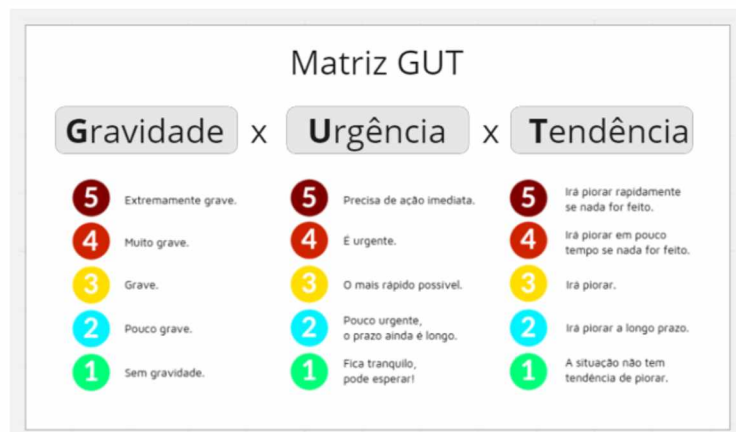 Matriz GUT
Gravidade x Urgência x Tendência
5 Extremamente grave.
4 Muito grave.
3 Grave.
2 Pouco grave.
1 Sem gravidade.
5 Precisa de ação imediata.
4 É urgente.
3 O mais rápido possível.
2 Pouco urgente,
o prazo ainda é longo.
1 Fica tranquilo,
pode esperar!
5 Irá piorar rapidamente
se nada for feito.
4 Irá piorar em pouco
tempo se nada for feito.
3 Irá piorar.
2 Irá piorar a longo prazo.
1 A situação não tem
tendência de piorar.